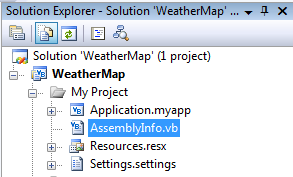 Solution Explorer - Solution 'WeatherMap' ...
Solution 'WeatherMap' (1 project)
WeatherMap
My Project
Application.myapp
AssemblyInfo.vb
Resources.resx
Settings.settings